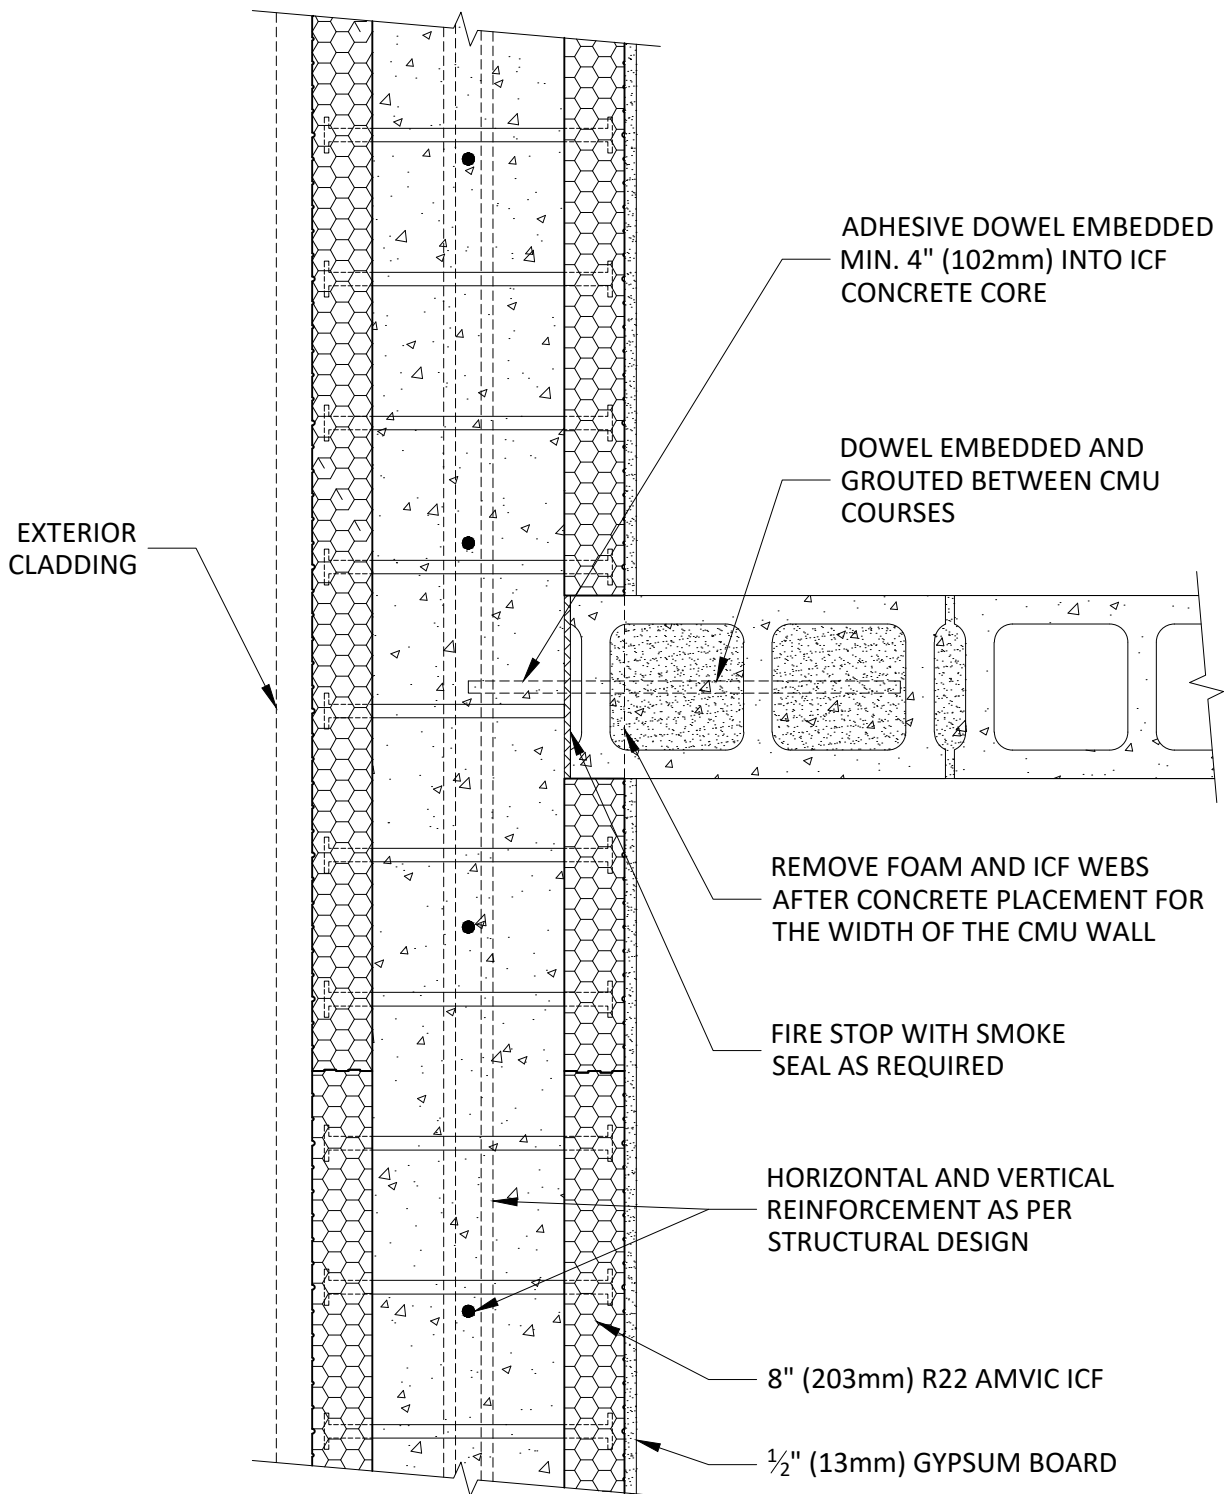 ADHESIVE DOWEL EMBEDDED
MIN. 4" (102mm) INTO ICF
CONCRETE CORE
DOWEL EMBEDDED AND
GROUTED BETWEEN CMU
COURSES
EXTERIOR
CLADDING
REMOVE FOAM AND ICF WEBS
AFTER CONCRETE PLACEMENT FOR
THE WIDTH OF THE CMU WALL
FIRE STOP WITH SMOKE
SEAL AS REQUIRED
HORIZONTAL AND VERTICAL
REINFORCEMENT AS PER
STRUCTURAL DESIGN
8" (203mm) R22 AMVIC ICF
½" (13mm) GYPSUM BOARD